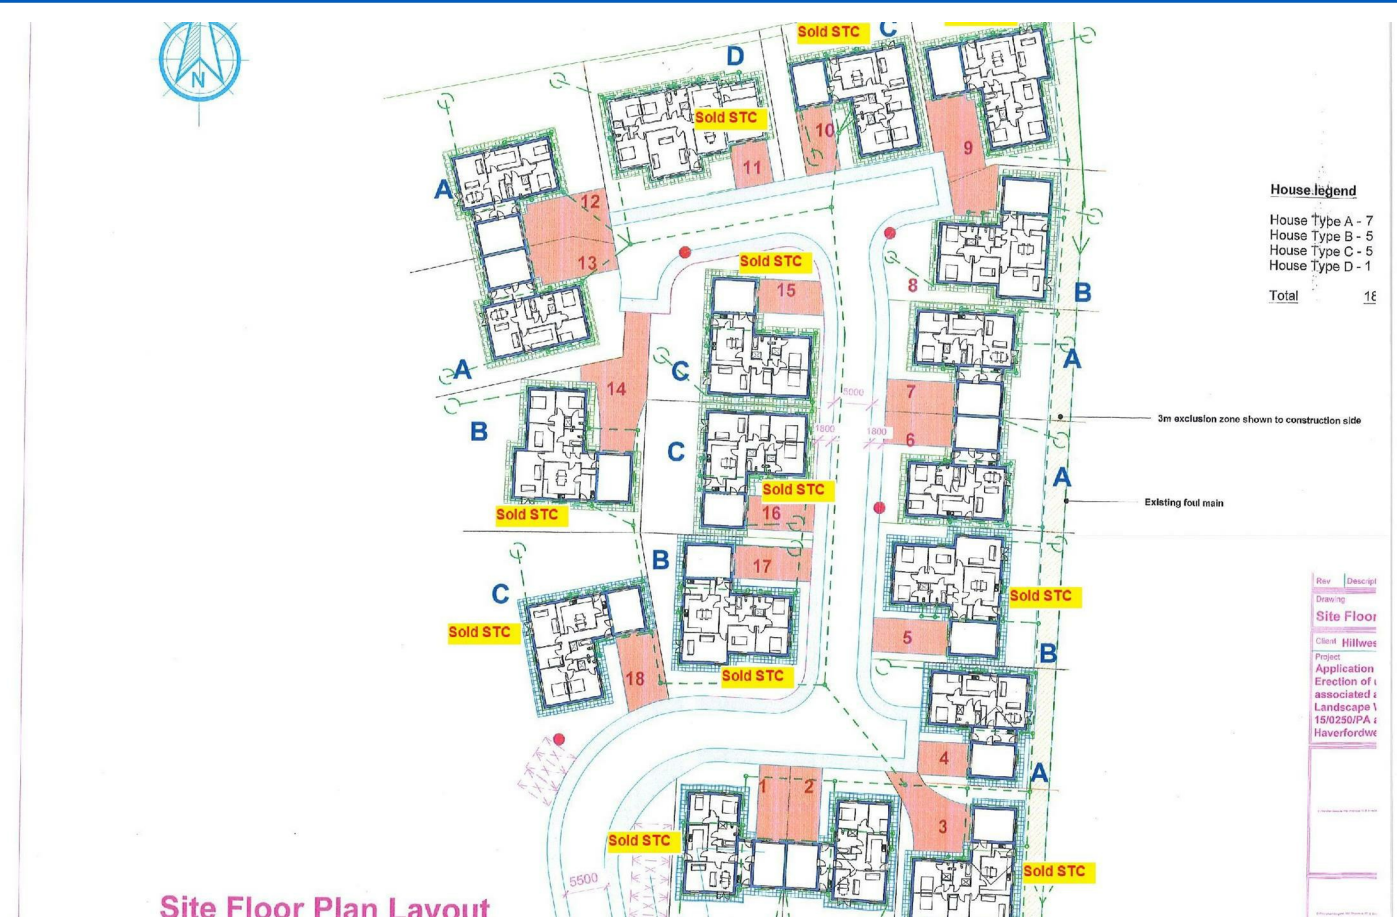 N
Sold STC
C
D
Sold STC
10
9
11
A
12
13
House legend
House Type A - 7
House Type B - 5
House Type C - 5
House Type D - 1
Total 18
Sold STC
15
8
B
A
C
A
14
7
5000
3m exclusion zone shown to construction side
B
1800
1800
6
C
A
Sold STC
Existing foul main
Sold STC
16
B
17
C
Sold STC
Rev
Drawing
Site Floor
Client
Sold STC
5
Project
Application
B
Erection of
associated
Landscape
15/0250/PA
18
Sold STC
4
A
1
2
3
Sold STC
Sold STC
5500
Site Floor Plan Layout